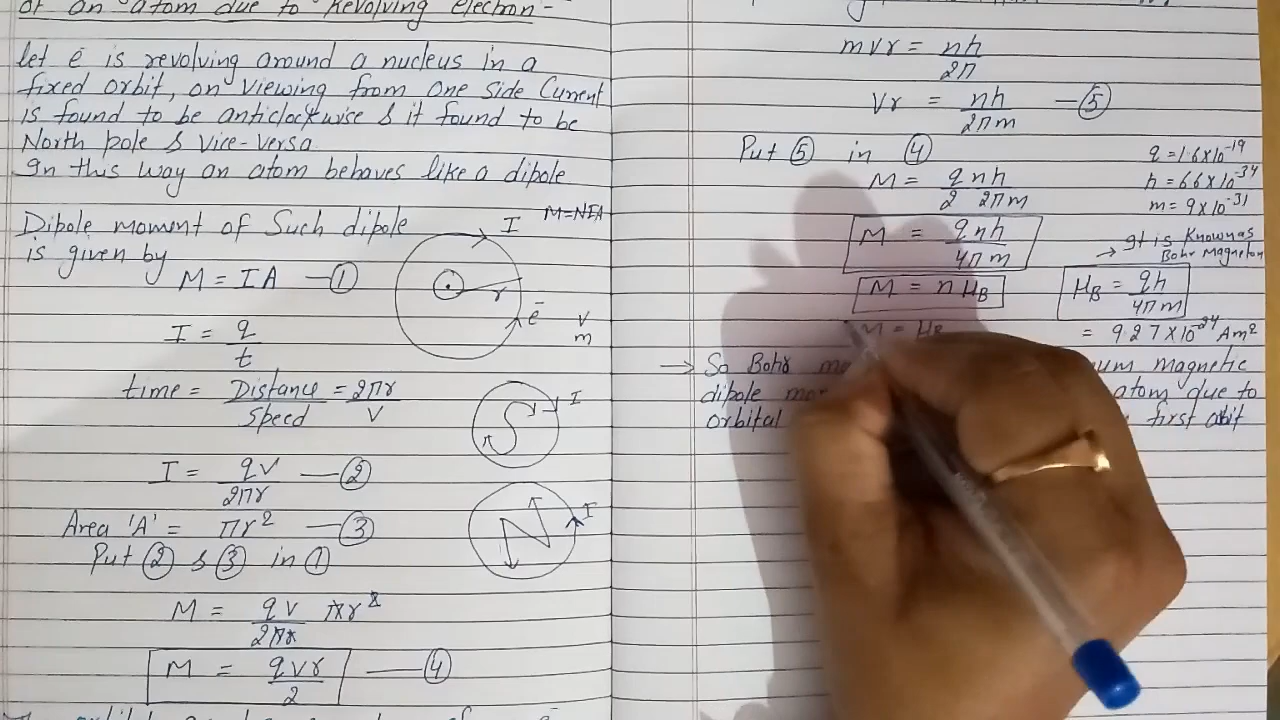 of an atom due to Revolving electron-
let ē is revolving around a nucleus in a
fixed orbit, on viewing from one side Current
is found to be anticlockwise & it found to be
North pole & vice-versa
In this way an atom behaves like a dipole
Dipole moment of Such dipole
is given by
M = IA —①
I M=NIA
r
ē
v
m
I = q/t
time = Distance/Speed = 2πr/V
S I
I = qv/2πr —②
Area 'A' = πr² —③
N I
Put ② & ③ in ①
M = qv/2πr πr²
M = qvr/2 —④
mvr = nh/2π
Vr = nh/2πm —⑤
Put ⑤ in ④
q = 1.6×10⁻¹⁹
h = 6.6×10⁻³⁴
m = 9×10⁻³¹
M = qnh/2 2πm
M = qnh/4πm
→ It is Known as
Bohr Magneton
M = n μB
μB = qh/4πm
= 9.27×10⁻²⁴ Am²
M = μB
→ So Bohr magnetic
dipole atom due to
orbital first orbit